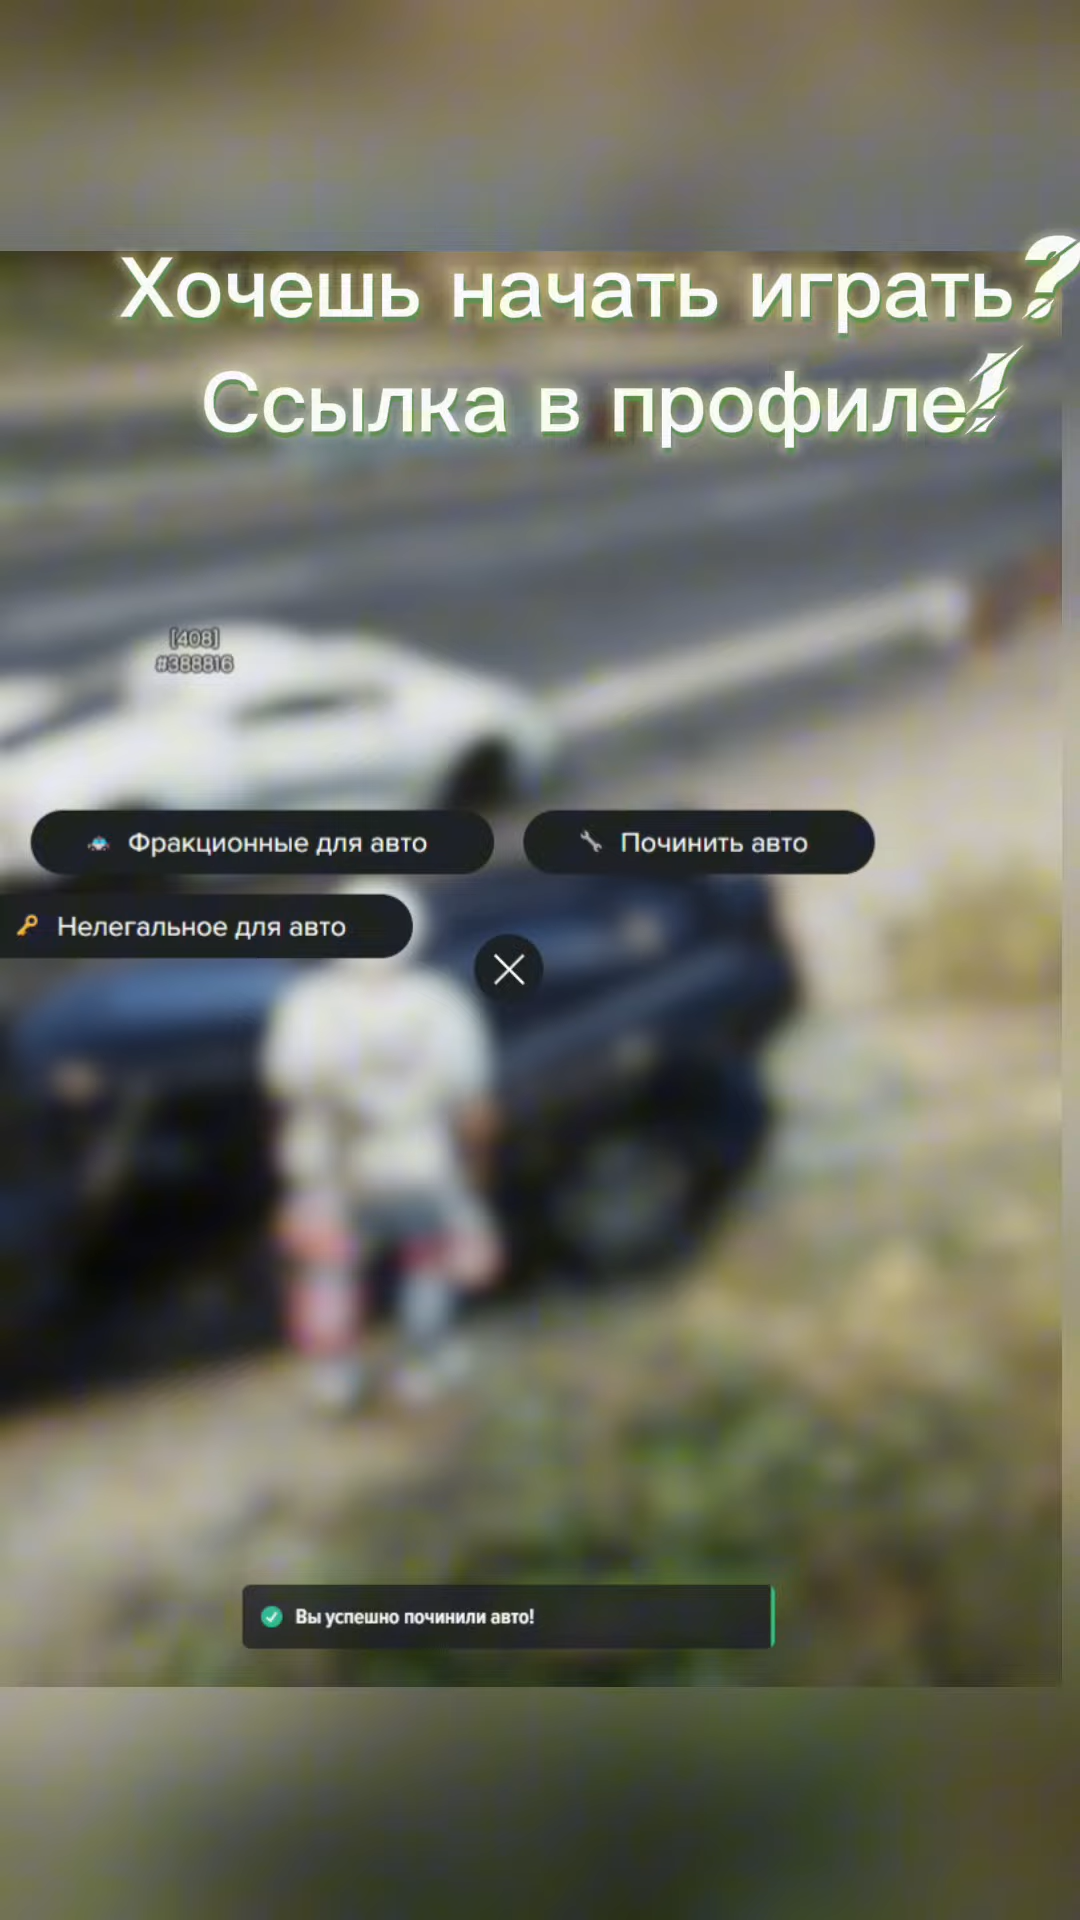 Хочешь начать играть?
Ссылка в профиле!
[408]
#388816
Фракционные для авто
Починить авто
Нелегальное для авто
Вы успешно починили авто!